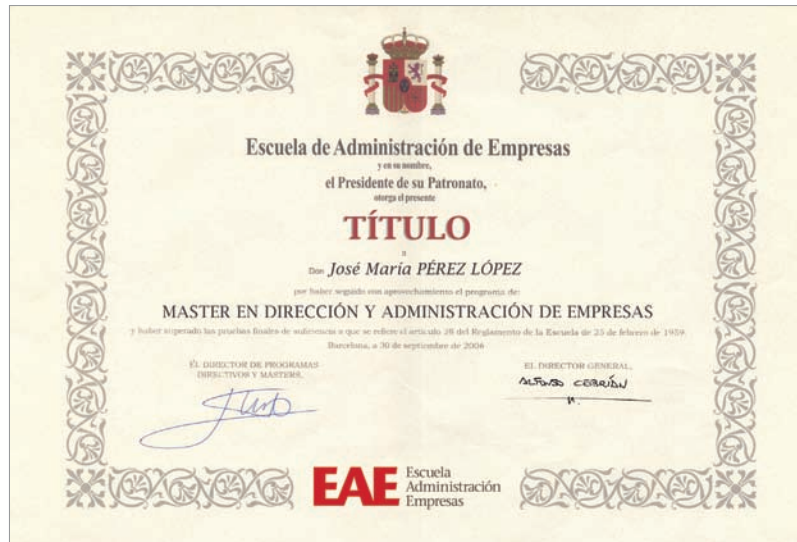 Escuela de Administración de Empresas
y en su nombre,
el Presidente de su Patronato,
otorga el presente
TÍTULO
a
Don José María PÉREZ LÓPEZ
por haber seguido con aprovechamiento el programa de:
MASTER EN DIRECCIÓN Y ADMINISTRACIÓN DE EMPRESAS
y haber superado las pruebas finales de suficiencia a que se refiere el artículo 28 del Reglamento de la Escuela de 25 de febrero de 1959.
Barcelona, a 30 de septiembre de 2006
EL DIRECTOR DE PROGRAMAS
DIRECTIVOS Y MASTERS,
EL DIRECTOR GENERAL,
ALFONSO CEBRIÁN
EAE Escuela
Administración
Empresas